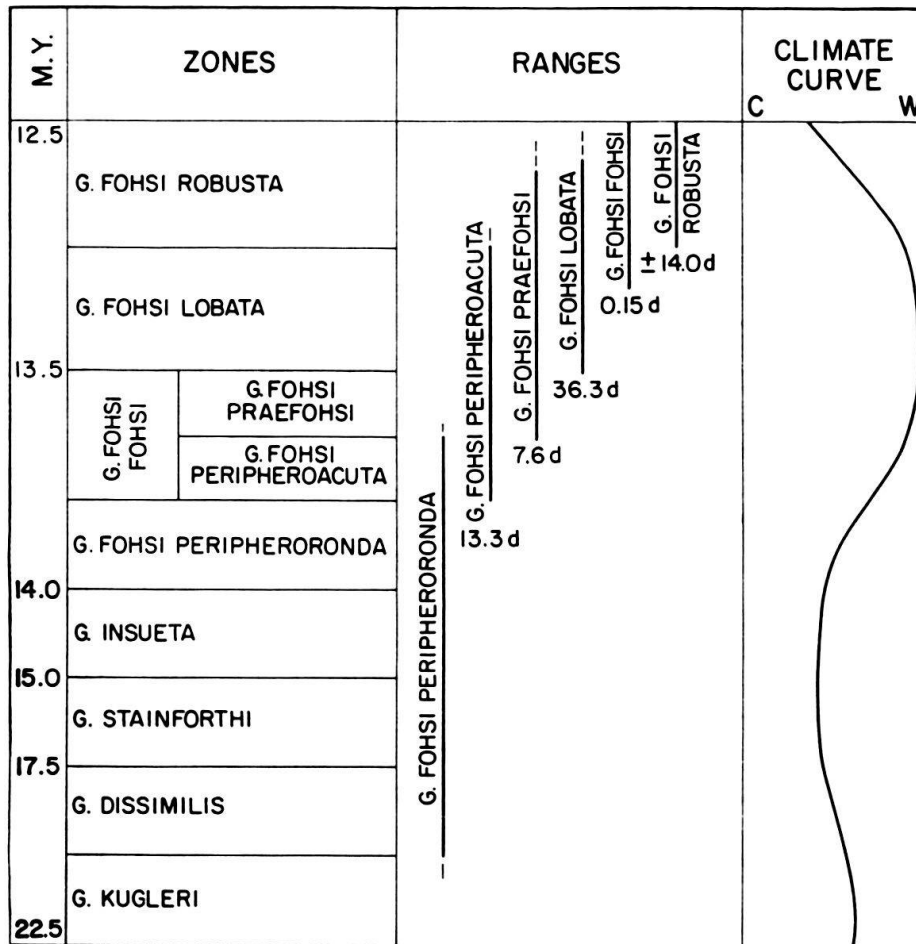 M.Y.
ZONES
RANGES
CLIMATE
CURVE
C
W
12.5
G. FOHSI ROBUSTA
G. FOHSI LOBATA
13.5
G. FOHSI
FOHSI
G. FOHSI
PRAEFOHSI
G. FOHSI
PERIPHEROACUTA
G. FOHSI PERIPHERORONDA
14.0
G. INSUETA
15.0
G. STAINFORTHI
17.5
G. DISSIMILIS
G. KUGLERI
22.5
G. FOHSI PERIPHERORONDA
G. FOHSI PERIPHEROACUTA
13.3 d
G. FOHSI PRAEFOHSI
7.6 d
G. FOHSI LOBATA
36.3 d
G. FOHSI FOHSI
0.15 d
G. FOHSI
ROBUSTA
± 14.0 d